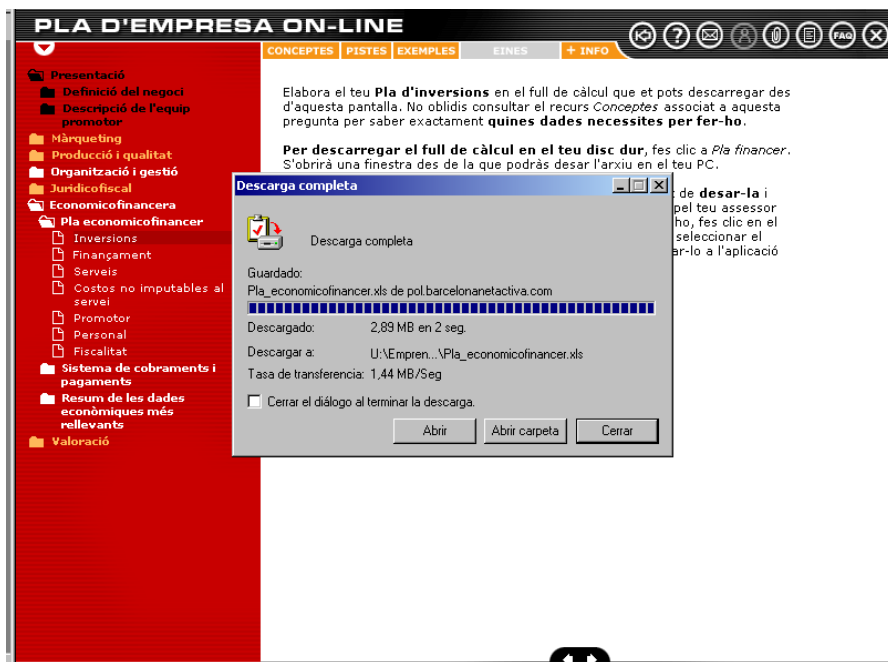 PLA D'EMPRESA ON-LINE
FAQ
CONCEPTES PISTES EXEMPLES EINES + INFO
Presentació
Definició del negoci
Descripció de l'equip
promotor
Màrqueting
Producció i qualitat
Organització i gestió
Jurídicofiscal
Economicofinancera
Pla economicofinancer
Inversions
Finançament
Serveis
Costos no imputables al
servei
Promotor
Personal
Fiscalitat
Sistema de cobraments i
pagaments
Resum de les dades
econòmiques més
rellevants
Valoració
Elabora el teu Pla d'inversions en el full de càlcul que et pots descarregar des
d'aquesta pantalla. No oblidis consultar el recurs Conceptes associat a aquesta
pregunta per saber exactament quines dades necessites per fer-ho.
Per descarregar el full de càlcul en el teu disc dur, fes clic a Pla financer.
S'obrirà una finestra des de la que podràs desar l'arxiu en el teu PC.
de desar-la i
pel teu assessor
ho, fes clic en el
seleccionar el
ar-lo a l'aplicació
Descarga completa
Descarga completa
Guardado:
Pla_economicofinancer.xls de pol.barcelonanetactiva.com
Descargado: 2,89 MB en 2 seg.
Descargar a: U:\Empren...\Pla_economicofinancer.xls
Tasa de transferencia: 1,44 MB/Seg
Cerrar el diálogo al terminar la descarga.
Abrir Abrir carpeta Cerrar